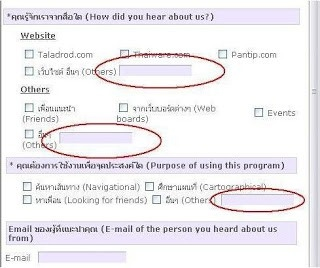 *คุณรู้จักเราจากสื่อใด (How did you hear about us?)
Website
Taladrod.com Thaiware.com Pantip.com
เว็บไซต์ อื่นๆ (Others)
Others
เพื่อนแนะนำ (Friends) จากเว็บบอร์ดต่างๆ (Web boards) Events
อื่นๆ (Others)
* คุณต้องการใช้งานเพื่อจุดประสงค์ใด (Purpose of using this program)
ค้นหาเส้นทาง (Navigational) ศึกษาแผนที่ (Cartographical)
หาเพื่อน (Looking for friends) อื่นๆ (Others)
Email ของผู้ที่แนะนำคุณ (E-mail of the person you heard about us from)
E-mail